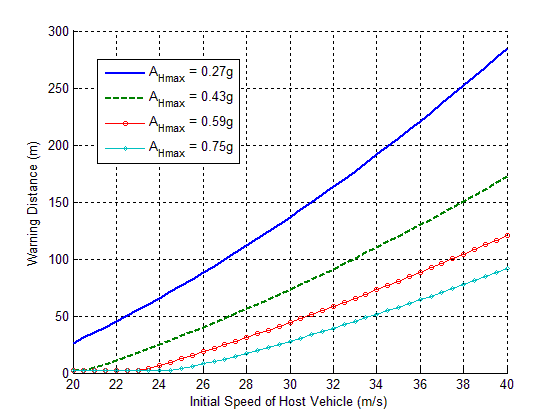 300
250
200
150
100
50
0
Warning Distance (m)
A_Hmax = 0.27g
A_Hmax = 0.43g
A_Hmax = 0.59g
A_Hmax = 0.75g
20 22 24 26 28 30 32 34 36 38 40
Initial Speed of Host Vehicle (m/s)